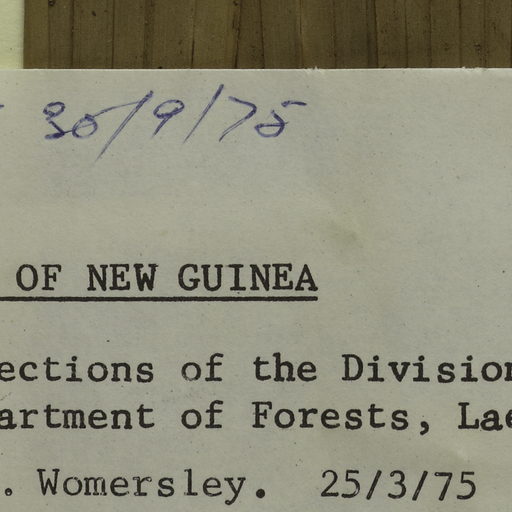 30/9/75
OF NEW GUINEA
ections of the Division
artment of Forests, Lae
. Womersley. 25/3/75